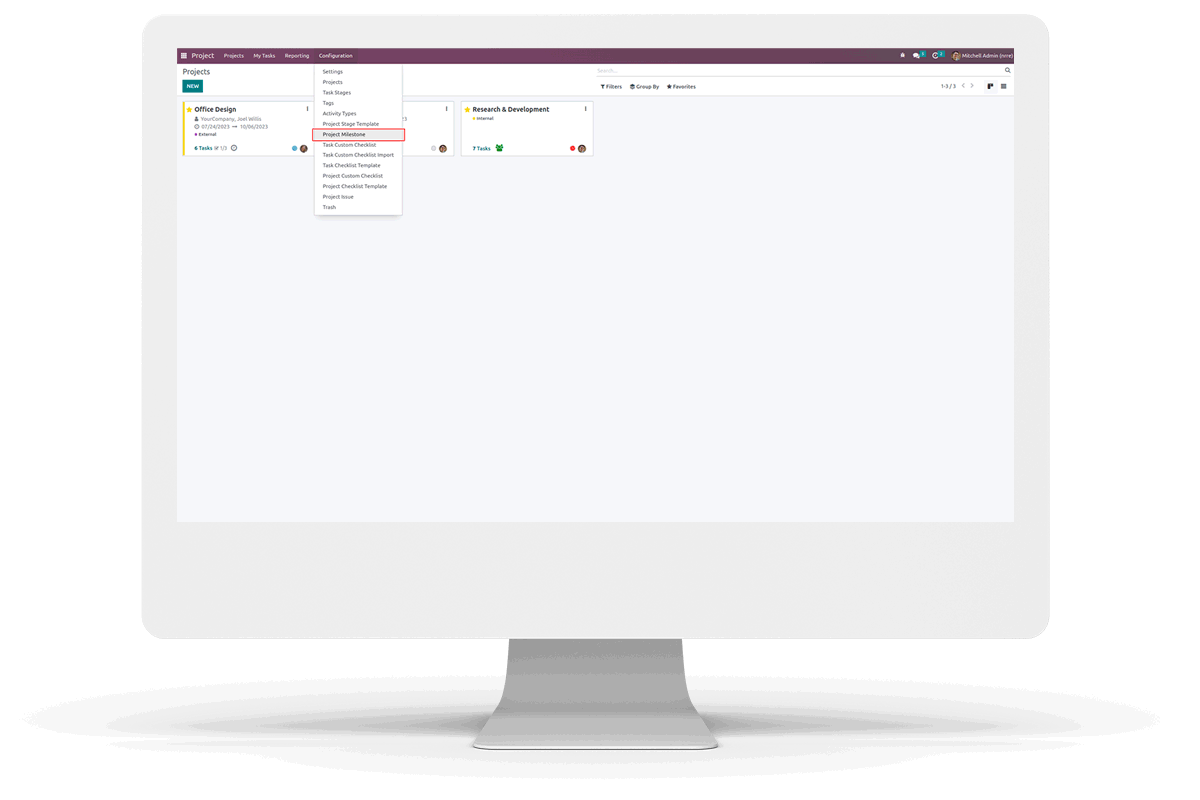 Project Projects My Tasks Reporting Configuration Mitchell Admin
Projects
Search...
NEW
Filters Group By Favorites
1-3 / 3
Settings
Projects
Task Stages
Tags
Activity Types
Project Stage Template
Project Milestone
Task Custom Checklist
Task Custom Checklist Import
Task Checklist Template
Project Custom Checklist
Project Checklist Template
Project Issue
Trash
Office Design
YourCompany, Joel Willis
07/24/2023 → 10/06/2023
External
6 Tasks 1/3
23
Research & Development
Internal
7 Tasks